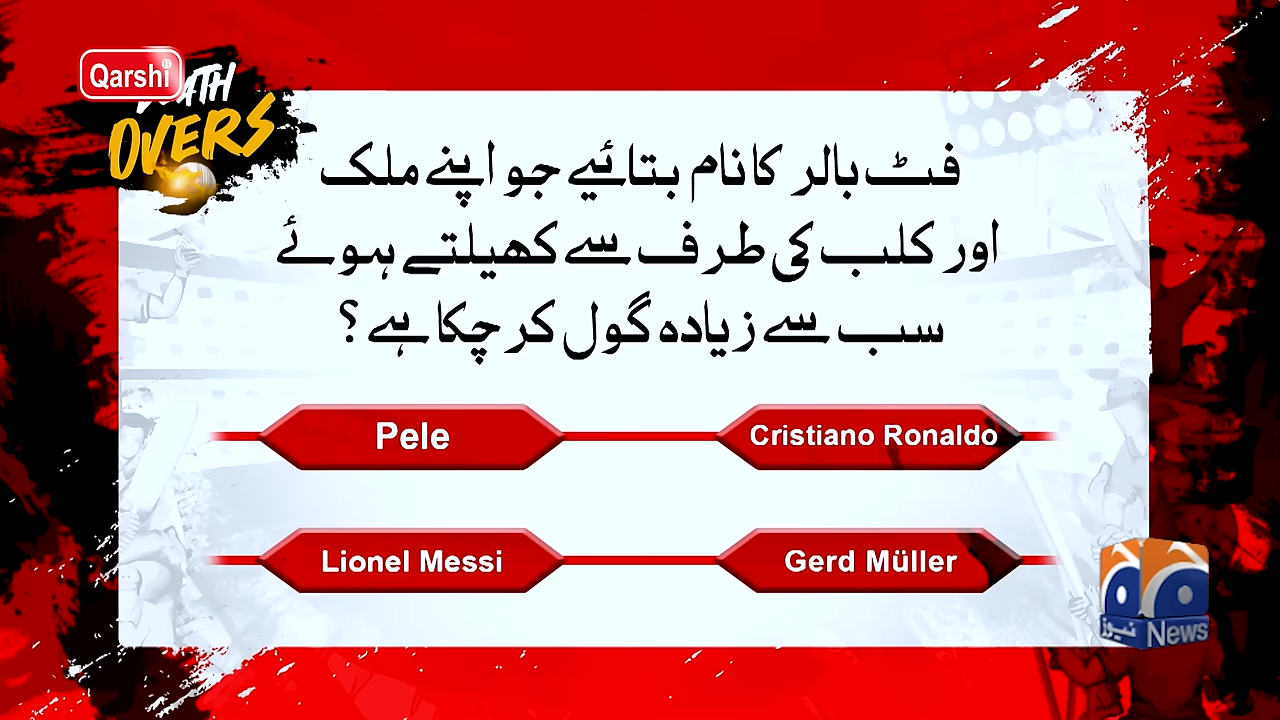 Qarshi
OVERS
فٹ بالر کا نام بتائیے جو اپنے ملک
اور کلب کی طرف سے کھیلتے ہوئے
سب سے زیادہ گول کر چکا ہے؟
Pele
Cristiano Ronaldo
Lionel Messi
Gerd Müller
نیوز News